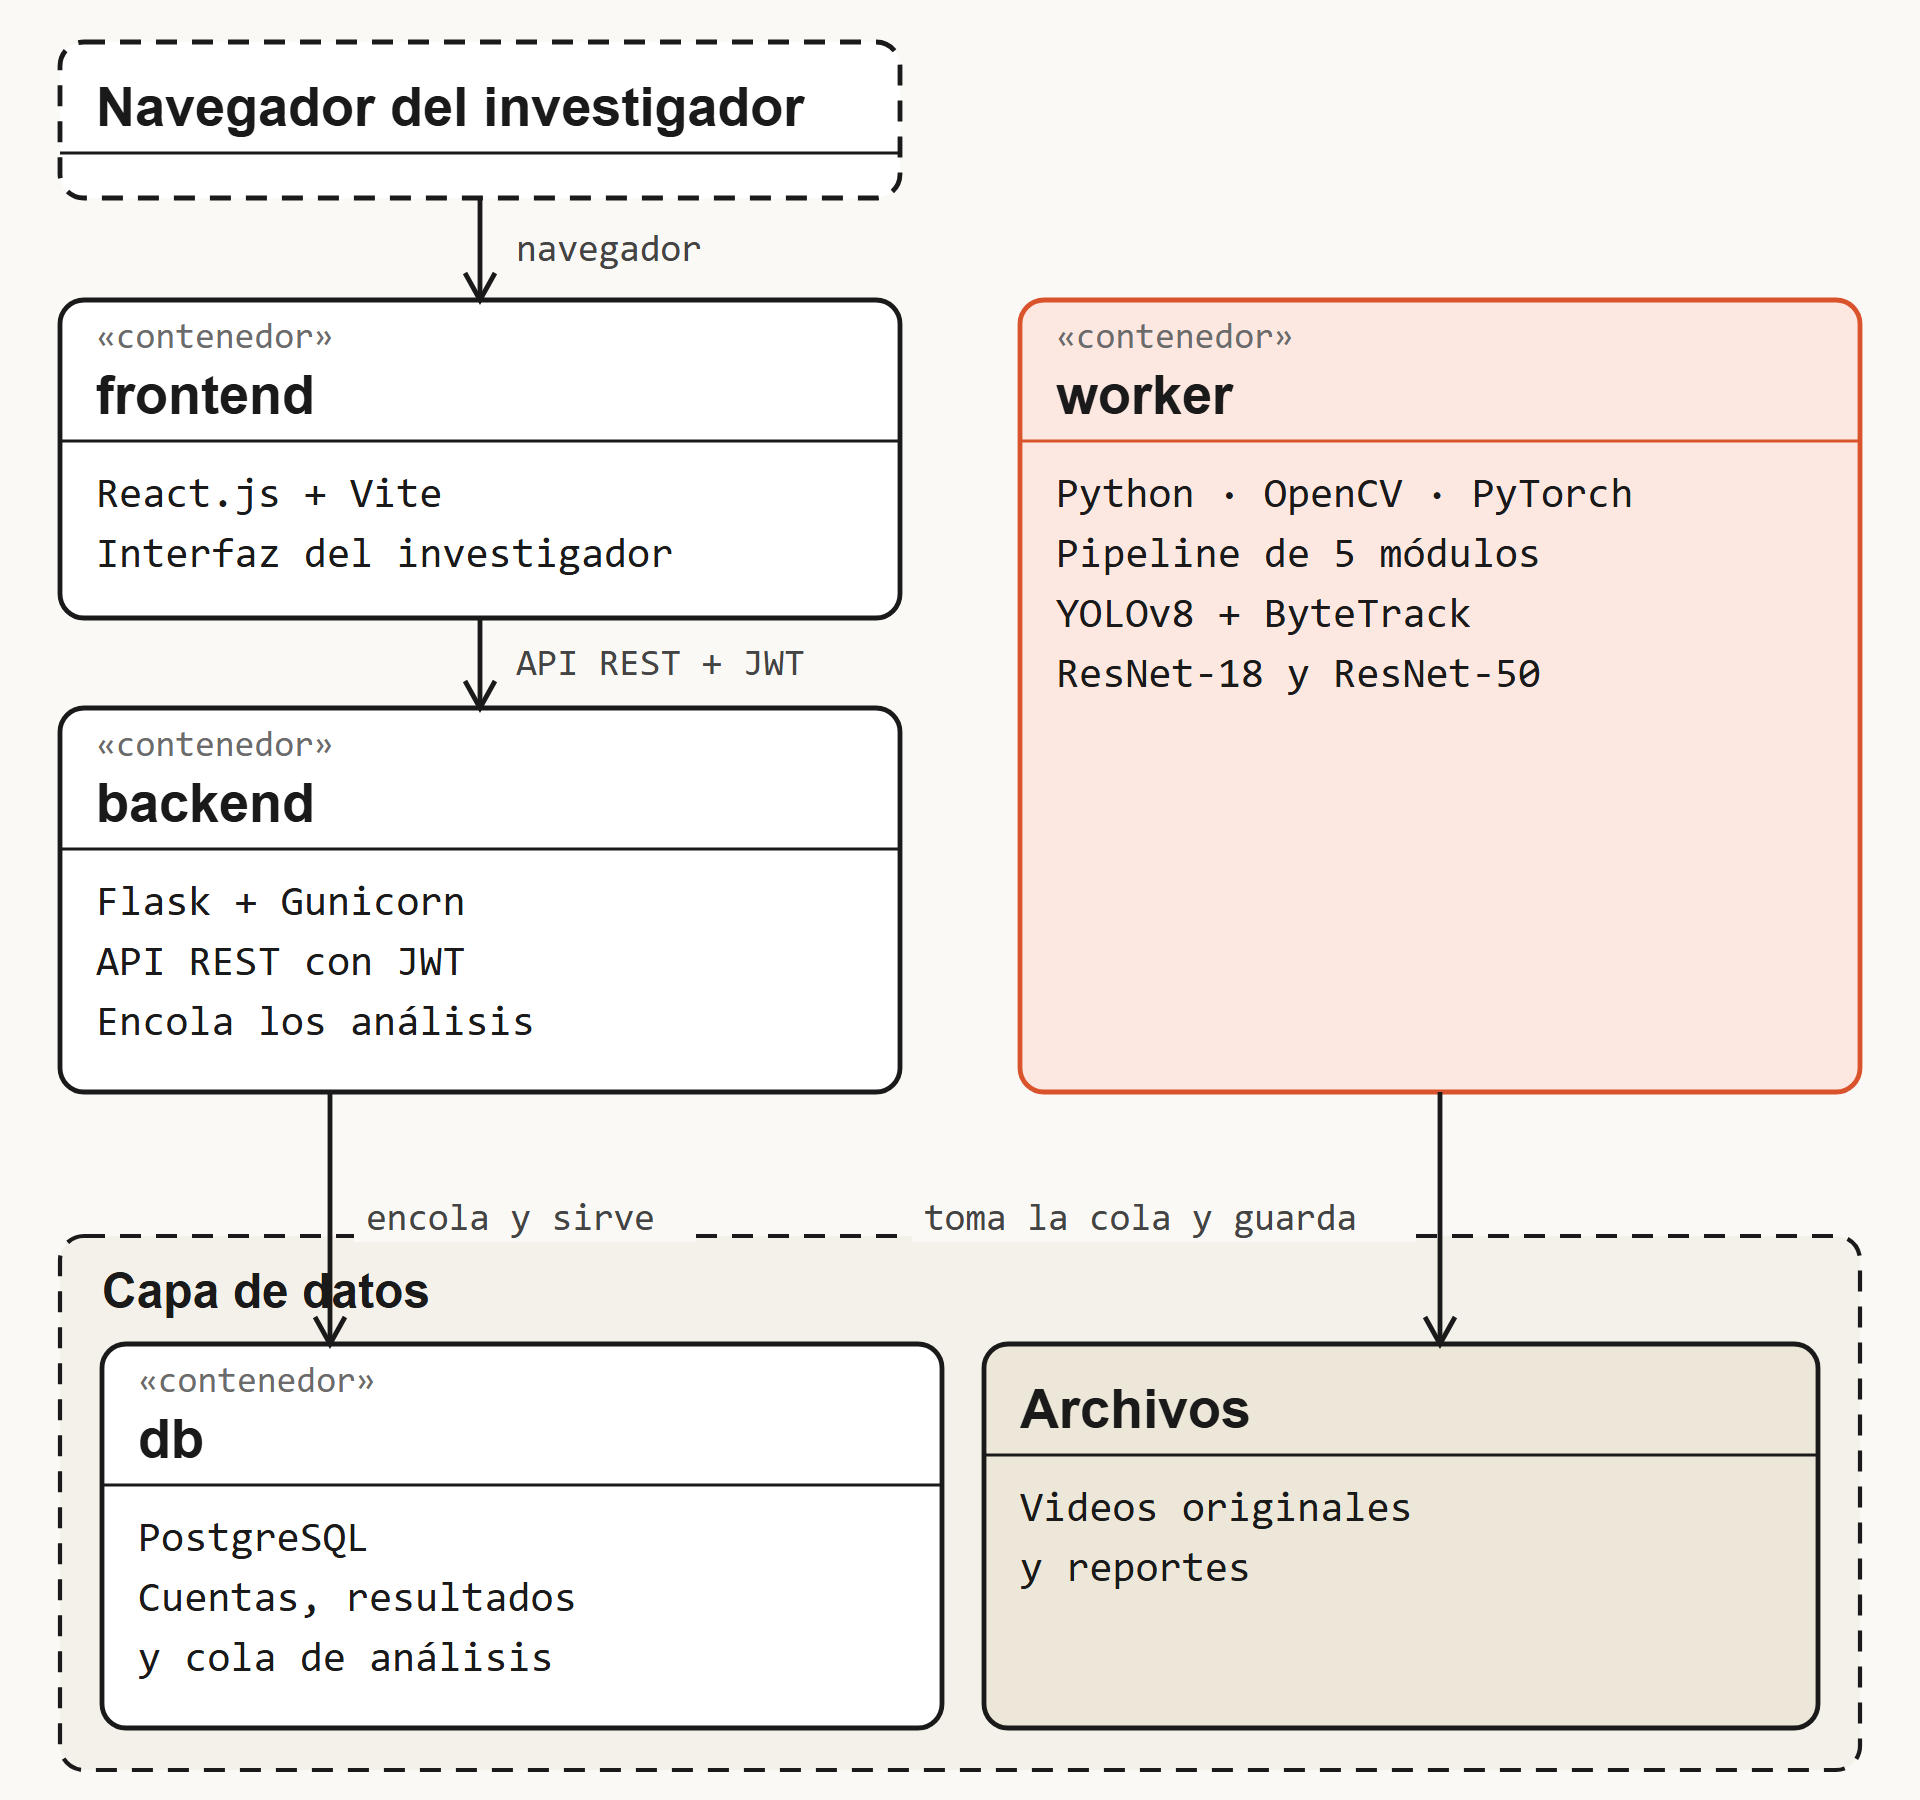 Navegador del investigador
navegador
«contenedor»
frontend
React.js + Vite
Interfaz del investigador
API REST + JWT
«contenedor»
backend
Flask + Gunicorn
API REST con JWT
Encola los análisis
«contenedor»
worker
Python · OpenCV · PyTorch
Pipeline de 5 módulos
YOLOv8 + ByteTrack
ResNet-18 y ResNet-50
encola y sirve
toma la cola y guarda
Capa de datos
«contenedor»
db
PostgreSQL
Cuentas, resultados
y cola de análisis
Archivos
Videos originales
y reportes